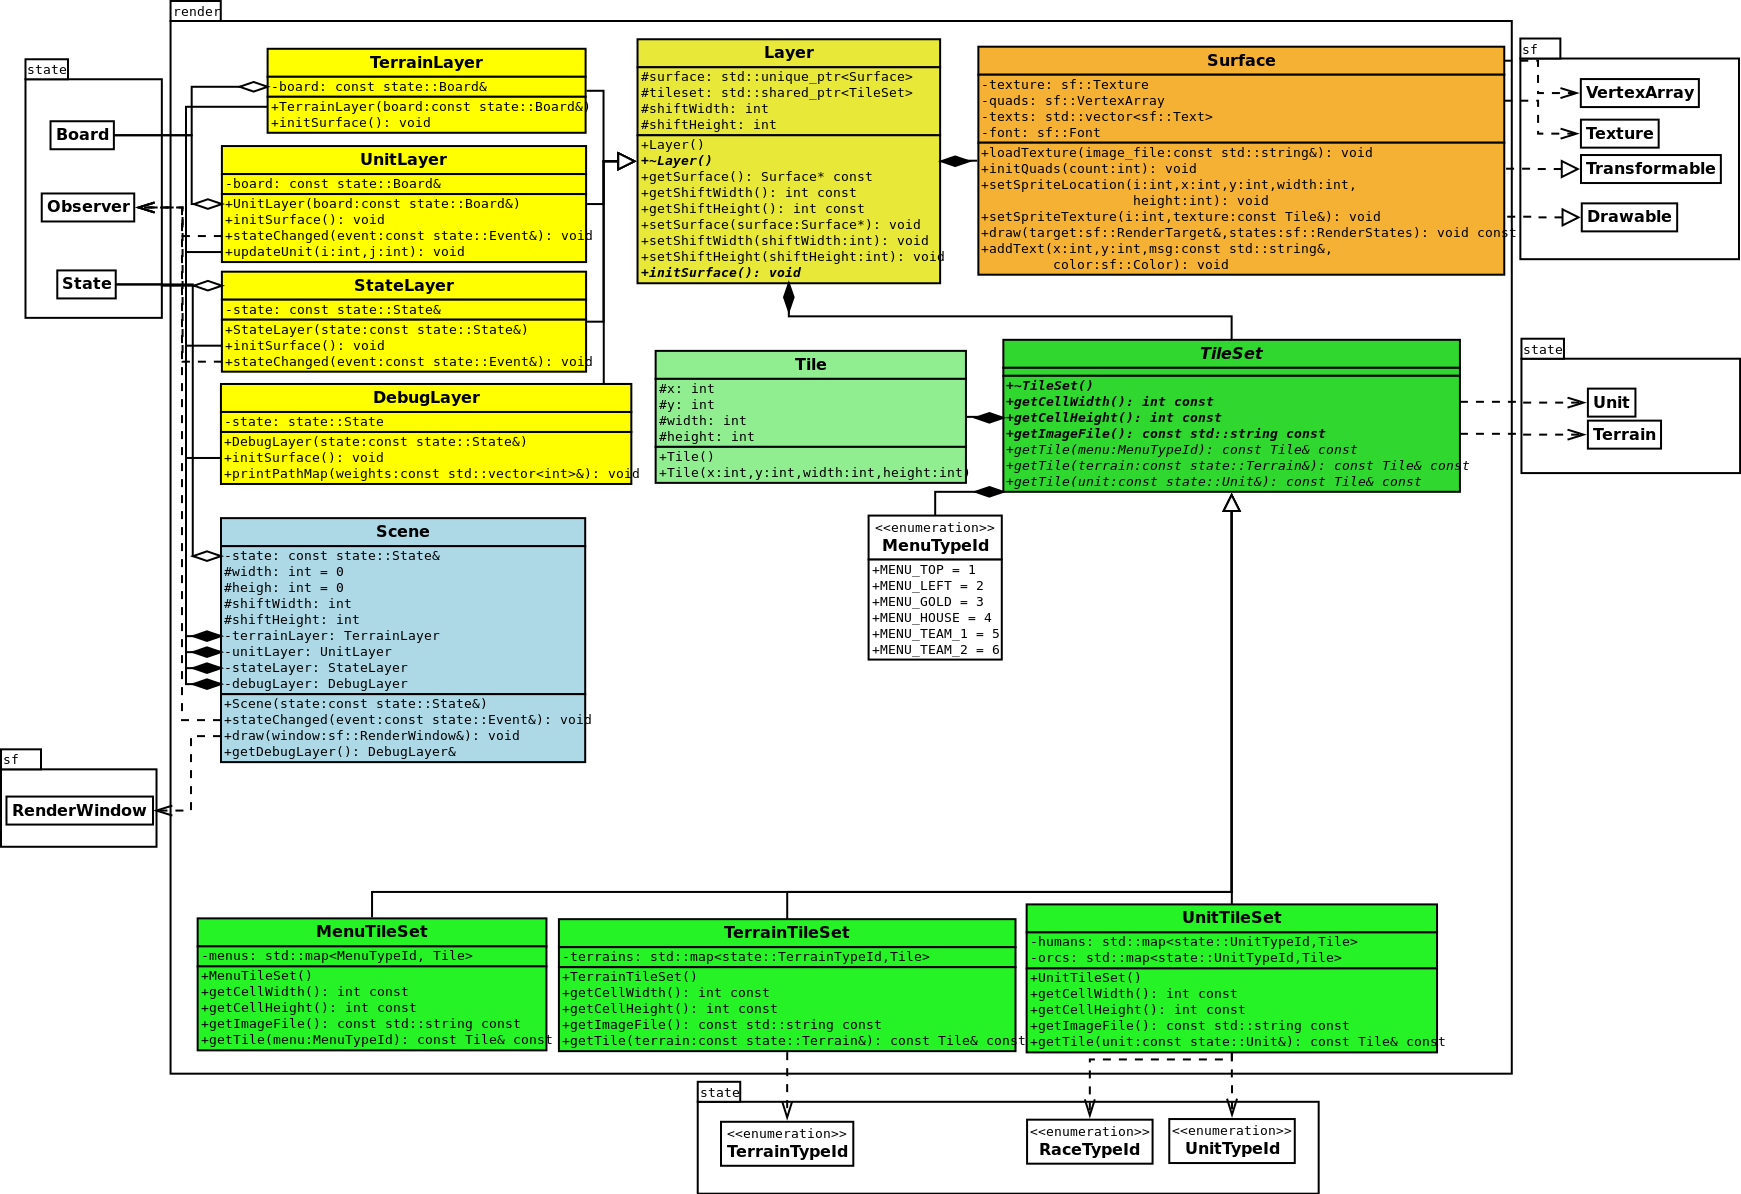 render
state
Board
Observer
State
TerrainLayer
-board: const state::Board&
+TerrainLayer(board:const state::Board&)
+initSurface(): void
UnitLayer
-board: const state::Board&
+UnitLayer(board:const state::Board&)
+initSurface(): void
+stateChanged(event:const state::Event&): void
+updateUnit(i:int,j:int): void
StateLayer
-state: const state::State&
+StateLayer(state:const state::State&)
+initSurface(): void
+stateChanged(event:const state::Event&): void
DebugLayer
-state: state::State
+DebugLayer(state:const state::State&)
+initSurface(): void
+printPathMap(weights:const std::vector<int>&): void
Scene
-state: const state::State&
#width: int = 0
#heigh: int = 0
#shiftWidth: int
#shiftHeight: int
-terrainLayer: TerrainLayer
-unitLayer: UnitLayer
-stateLayer: StateLayer
-debugLayer: DebugLayer
+Scene(state:const state::State&)
+stateChanged(event:const state::Event&): void
+draw(window:sf::RenderWindow&): void
+getDebugLayer(): DebugLayer&
sf
RenderWindow
Layer
#surface: std::unique_ptr<Surface>
#tileset: std::shared_ptr<TileSet>
#shiftWidth: int
#shiftHeight: int
+Layer()
+~Layer()
+getSurface(): Surface* const
+getShiftWidth(): int const
+getShiftHeight(): int const
+setSurface(surface:Surface*): void
+setShiftWidth(shiftWidth:int): void
+setShiftHeight(shiftHeight:int): void
+initSurface(): void
Surface
-texture: sf::Texture
-quads: sf::VertexArray
-texts: std::vector<sf::Text>
-font: sf::Font
+loadTexture(image_file:const std::string&): void
+initQuads(count:int): void
+setSpriteLocation(i:int,x:int,y:int,width:int,
height:int): void
+setSpriteTexture(i:int,texture:const Tile&): void
+draw(target:sf::RenderTarget&,states:sf::RenderStates): void const
+addText(x:int,y:int,msg:const std::string&,
color:sf::Color): void
sf
VertexArray
Texture
Transformable
Drawable
Tile
#x: int
#y: int
#width: int
#height: int
+Tile()
+Tile(x:int,y:int,width:int,height:int)
TileSet
+~TileSet()
+getCellWidth(): int const
+getCellHeight(): int const
+getImageFile(): const std::string const
+getTile(menu:MenuTypeId): const Tile& const
+getTile(terrain:const state::Terrain&): const Tile& const
+getTile(unit:const state::Unit&): const Tile& const
state
Unit
Terrain
<<enumeration>>
MenuTypeId
+MENU_TOP = 1
+MENU_LEFT = 2
+MENU_GOLD = 3
+MENU_HOUSE = 4
+MENU_TEAM_1 = 5
+MENU_TEAM_2 = 6
MenuTileSet
-menus: std::map<MenuTypeId, Tile>
+MenuTileSet()
+getCellWidth(): int const
+getCellHeight(): int const
+getImageFile(): const std::string const
+getTile(menu:MenuTypeId): const Tile& const
TerrainTileSet
-terrains: std::map<state::TerrainTypeId,Tile>
+TerrainTileSet()
+getCellWidth(): int const
+getCellHeight(): int const
+getImageFile(): const std::string const
+getTile(terrain:const state::Terrain&): const Tile& const
UnitTileSet
-humans: std::map<state::UnitTypeId,Tile>
-orcs: std::map<state::UnitTypeId,Tile>
+UnitTileSet()
+getCellWidth(): int const
+getCellHeight(): int const
+getImageFile(): const std::string const
+getTile(unit:const state::Unit&): const Tile& const
state
<<enumeration>>
TerrainTypeId
<<enumeration>>
RaceTypeId
<<enumeration>>
UnitTypeId